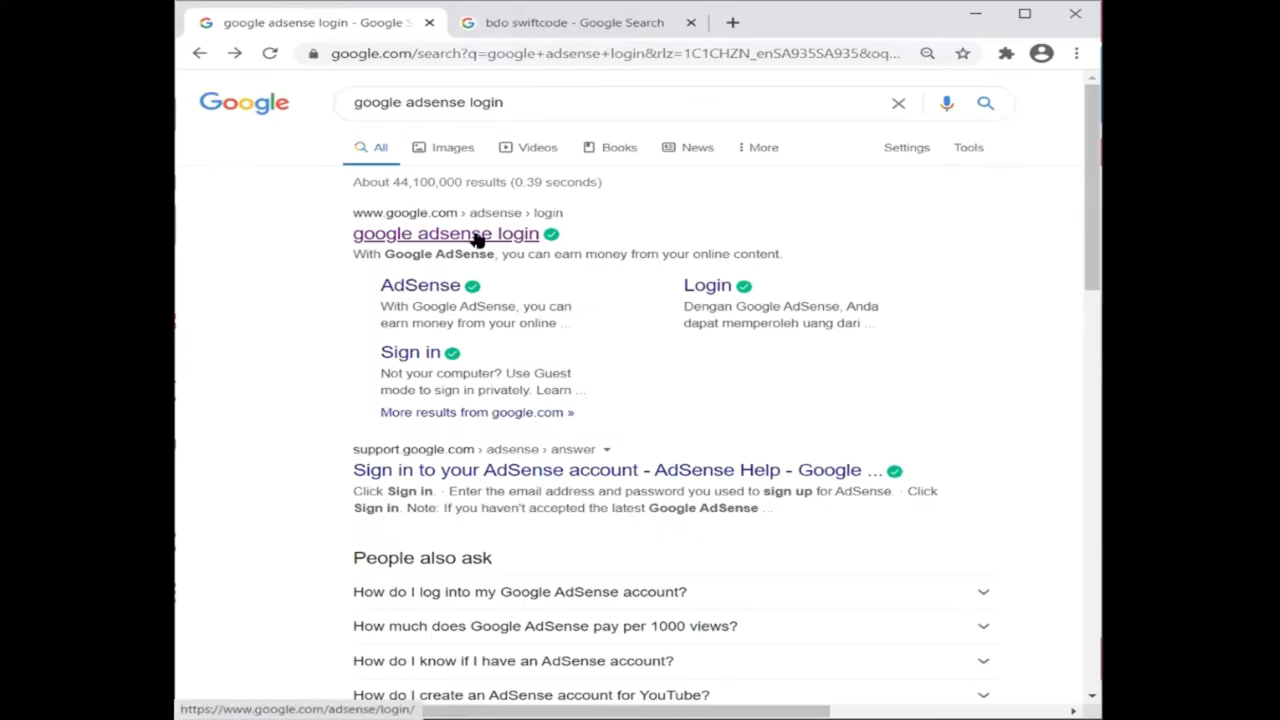 google adsense login - Google S
bdo swiftcode - Google Search
google.com/search?q=google+adsense+login&rlz=1C1CHZN_enSA935SA935&oq...
Google
google adsense login
All
Images
Videos
Books
News
More
Settings
Tools
About 44,100,000 results (0.39 seconds)
www.google.com › adsense › login
google adsense login
With Google AdSense, you can earn money from your online content.
AdSense
With Google AdSense, you can
earn money from your online ...
Login
Dengan Google AdSense, Anda
dapat memperoleh uang dari ...
Sign in
Not your computer? Use Guest
mode to sign in privately. Learn ...
More results from google.com »
support.google.com › adsense › answer
Sign in to your AdSense account - AdSense Help - Google ...
Click Sign in. · Enter the email address and password you used to sign up for AdSense. · Click
Sign in. Note: If you haven't accepted the latest Google AdSense ...
People also ask
How do I log into my Google AdSense account?
How much does Google AdSense pay per 1000 views?
How do I know if I have an AdSense account?
How do I create an AdSense account for YouTube?
https://www.google.com/adsense/login/